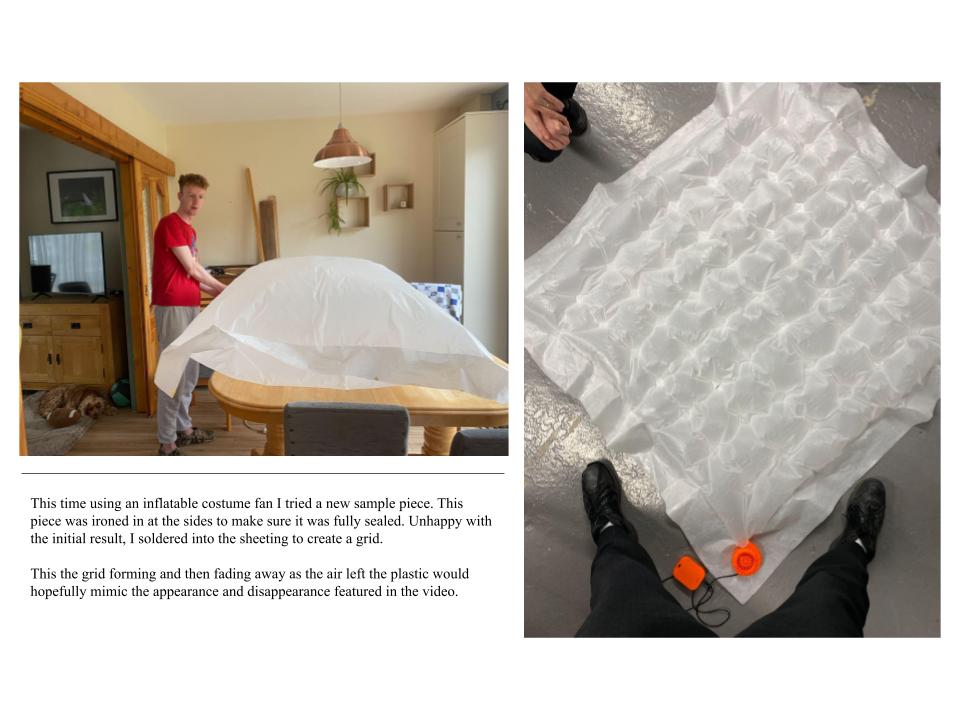 This time using an inflatable costume fan I tried a new sample piece. This
piece was ironed in at the sides to make sure it was fully sealed. Unhappy with
the initial result, I soldered into the sheeting to create a grid.
This the grid forming and then fading away as the air left the plastic would
hopefully mimic the appearance and disappearance featured in the video.